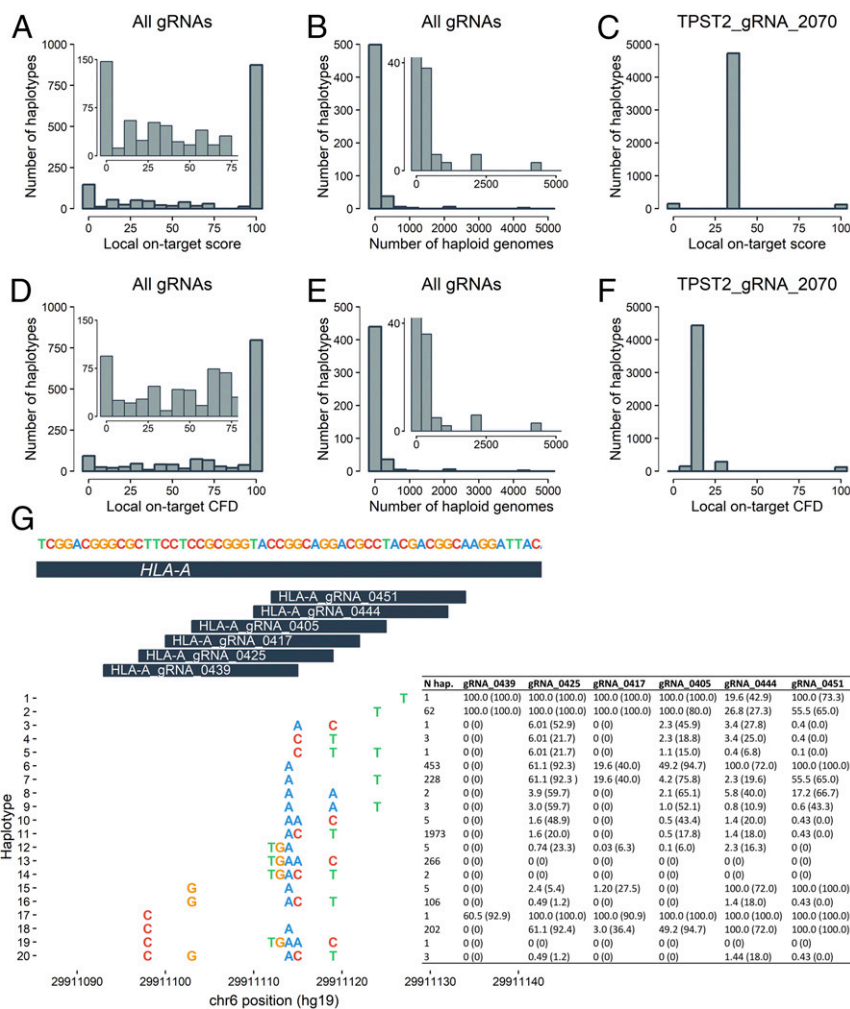 A All gRNAs
Number of haplotypes
1000
750
500
250
0
150
75
0
0 25 50 75
0 25 50 75 100
Local on-target score
B All gRNAs
Number of haplotypes
500
400
300
200
100
0
40
0
0 2500 5000
0 1000 2000 3000 4000 5000
Number of haploid genomes
C TPST2_gRNA_2070
Number of haplotypes
5000
4000
3000
2000
1000
0
0 25 50 75 100
Local on-target score
D All gRNAs
Number of haplotypes
1000
750
500
250
0
150
75
0
0 25 50 75
0 25 50 75 100
Local on-target CFD
E All gRNAs
Number of haplotypes
500
400
300
200
100
0
40
0
0 2500 5000
0 1000 2000 3000 4000 5000
Number of haploid genomes
F TPST2_gRNA_2070
Number of haplotypes
5000
4000
3000
2000
1000
0
0 25 50 75 100
Local on-target CFD
G
TCGGACGGGCGCTTCCTCCGCGGGTACCGGCAGGACGCCTACGACGGCAAGGATTAC.
HLA-A
HLA-A_gRNA_0451
HLA-A_gRNA_0444
HLA-A_gRNA_0405
HLA-A_gRNA_0417
HLA-A_gRNA_0425
HLA-A_gRNA_0439
Haplotype
1 T
2 T
3 A C
4 C T
5 C T T
6 A
7 A T
8 A A
9 A A T
10 AA C
11 AC T
12 TGA
13 TGAA C
14 TGAC T
15 G A
16 G AC T
17 C
18 C A
19 C TGAA C
20 C G AC T
29911090 29911100 29911110 29911120 29911130 29911140
chr6 position (hg19)
N hap. gRNA_0439 gRNA_0425 gRNA_0417 gRNA_0405 gRNA_0444 gRNA_0451
1 100.0 (100.0) 100.0 (100.0) 100.0 (100.0) 100.0 (100.0) 19.6 (42.9) 100.0 (73.3)
62 100.0 (100.0) 100.0 (100.0) 100.0 (100.0) 100.0 (80.0) 26.8 (27.3) 55.5 (65.0)
1 0 (0) 6.01 (52.9) 0 (0) 2.3 (45.9) 3.4 (27.8) 0.4 (0.0)
3 0 (0) 6.01 (21.7) 0 (0) 2.3 (18.8) 3.4 (25.0) 0.4 (0.0)
1 0 (0) 6.01 (21.7) 0 (0) 1.1 (15.0) 0.4 (6.8) 0.1 (0.0)
453 0 (0) 61.1 (92.3) 19.6 (40.0) 49.2 (94.7) 100.0 (72.0) 100.0 (100.0)
228 0 (0) 61.1 (92.3 ) 19.6 (40.0) 4.2 (75.8) 2.3 (19.6) 55.5 (65.0)
2 0 (0) 3.9 (59.7) 0 (0) 2.1 (65.1) 5.8 (40.0) 17.2 (66.7)
3 0 (0) 3.0 (59.7) 0 (0) 1.0 (52.1) 0.8 (10.9) 0.6 (43.3)
5 0 (0) 1.6 (48.9) 0 (0) 0.5 (43.4) 1.4 (20.0) 0.43 (0.0)
1973 0 (0) 1.6 (20.0) 0 (0) 0.5 (17.8) 1.4 (18.0) 0.43 (0.0)
5 0 (0) 0.74 (23.3) 0.03 (6.3) 0.1 (6.0) 2.3 (16.3) 0 (0)
266 0 (0) 0 (0) 0 (0) 0 (0) 0 (0) 0 (0)
2 0 (0) 0 (0) 0 (0) 0 (0) 0 (0) 0 (0)
5 0 (0) 2.4 (5.4) 1.20 (27.5) 0 (0) 100.0 (72.0) 100.0 (100.0)
106 0 (0) 0.49 (1.2) 0 (0) 0 (0) 1.4 (18.0) 0.43 (0.0)
1 60.5 (92.9) 100.0 (100.0) 100.0 (90.9) 100.0 (100.0) 100.0 (100.0) 100.0 (100.0)
202 0 (0) 61.1 (92.4) 3.0 (36.4) 49.2 (94.7) 100.0 (72.0) 100.0 (100.0)
1 0 (0) 0 (0) 0 (0) 0 (0) 0 (0) 0 (0)
3 0 (0) 0.49 (1.2) 0 (0) 0 (0) 1.44 (18.0) 0.43 (0.0)